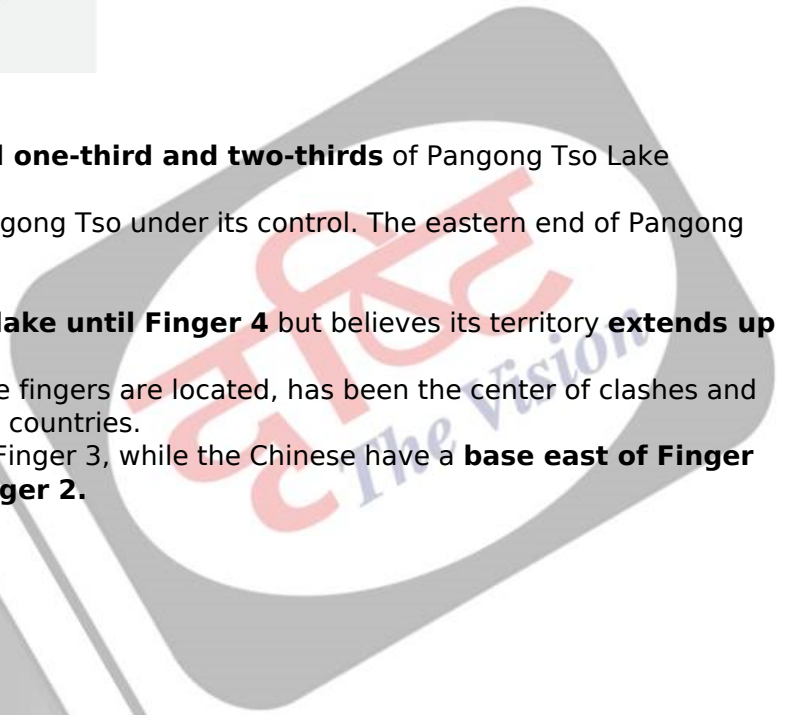 one-third and two-thirds of Pangong Tso Lake
gong Tso under its control. The eastern end of Pangong
lake until Finger 4 but believes its territory extends up
e fingers are located, has been the center of clashes and
countries.
Finger 3, while the Chinese have a base east of Finger
ger 2.
दृष्टि
The Vision